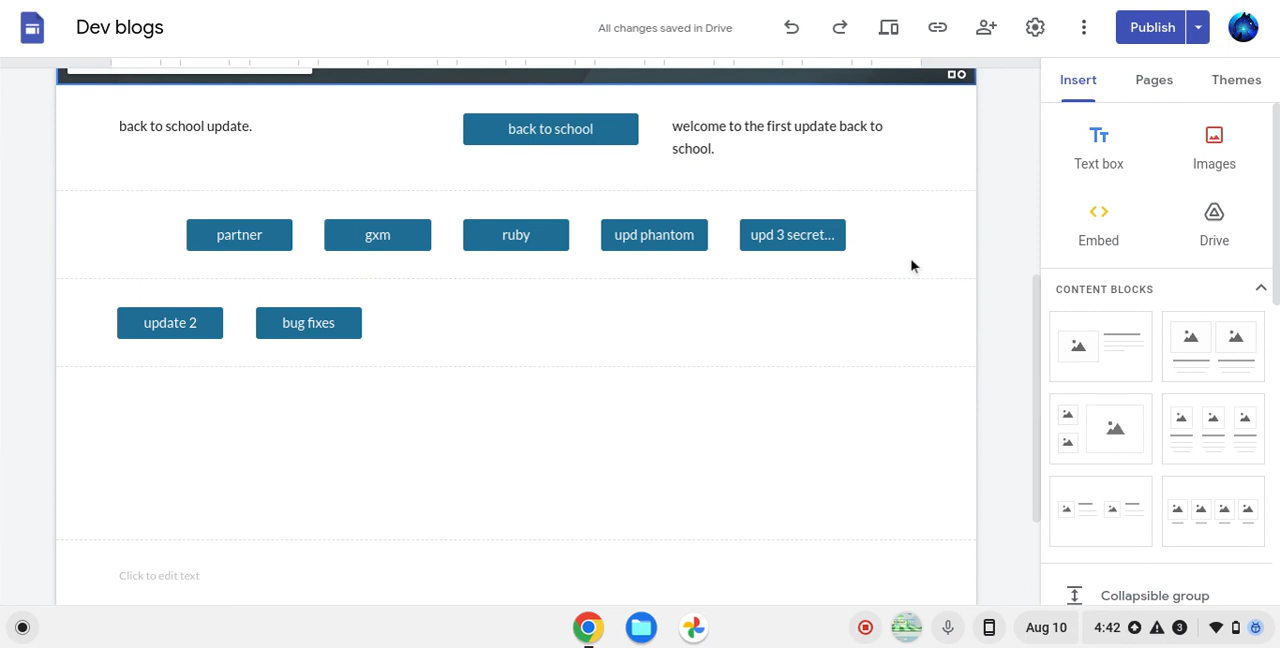 Dev blogs
All changes saved in Drive
Publish
Insert
Pages
Themes
back to school update.
back to school
welcome to the first update back to
school.
Tt
Text box
Images
Embed
Drive
partner
gxm
ruby
upd phantom
upd 3 secret...
CONTENT BLOCKS
update 2
bug fixes
Click to edit text
Collapsible group
Aug 10
4:42
3